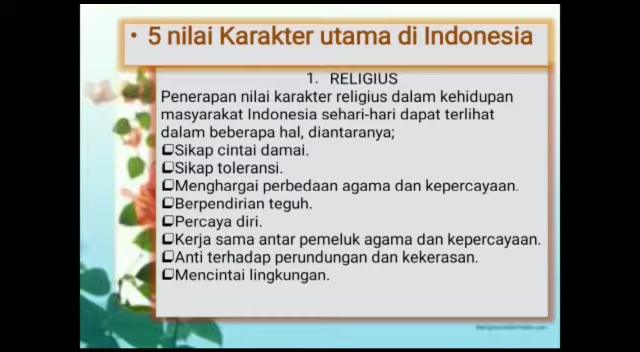 • 5 nilai Karakter utama di Indonesia
1. RELIGIUS
Penerapan nilai karakter religius dalam kehidupan
masyarakat Indonesia sehari-hari dapat terlihat
dalam beberapa hal, diantaranya;
❑Sikap cintai damai.
❑Sikap toleransi.
❑Menghargai perbedaan agama dan kepercayaan.
❑Berpendirian teguh.
❑Percaya diri.
❑Kerja sama antar pemeluk agama dan kepercayaan.
❑Anti terhadap perundungan dan kekerasan.
❑Mencintai lingkungan.